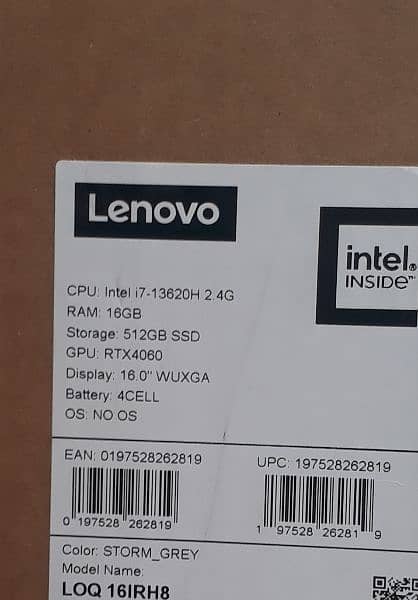 Lenovo
intel®
INSIDE™
CPU: Intel i7-13620H 2.4G
RAM: 16GB
Storage: 512GB SSD
GPU: RTX4060
Display: 16.0" WUXGA
Battery: 4CELL
OS: NO OS
EAN: 0197528262819
UPC: 197528262819
0 197528 262819
1 97528 26281 9
Color: STORM_GREY
Model Name:
LOQ 16IRH8